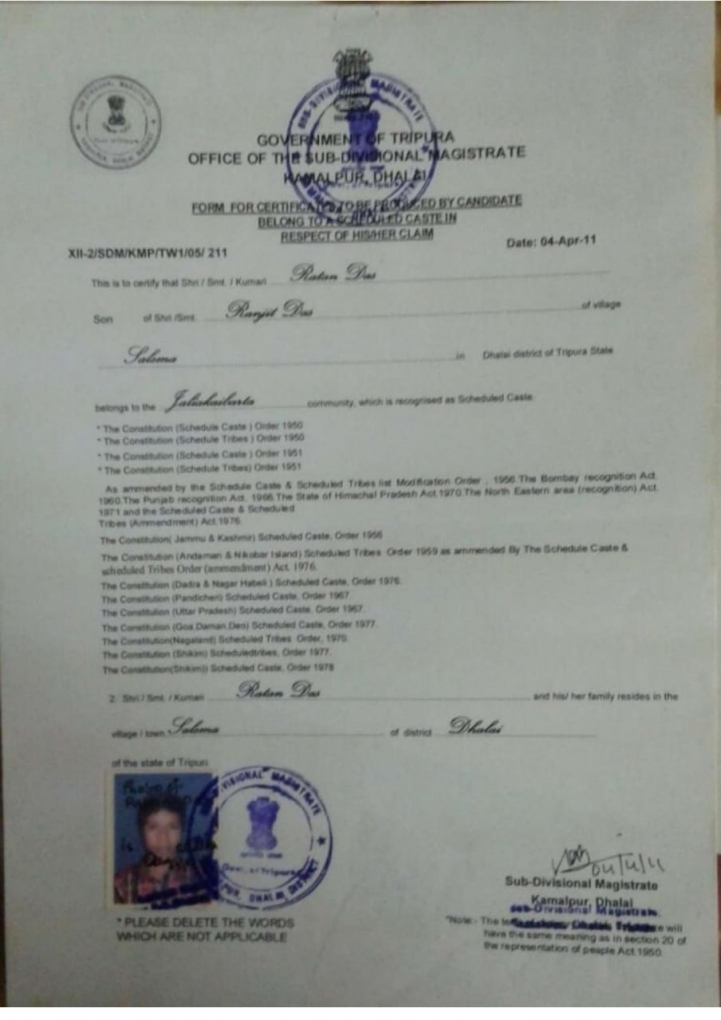 GOVERNMENT OF TRIPURA
OFFICE OF THE SUB-DIVISIONAL MAGISTRATE
KAMALPUR, DHALAI
FORM FOR CERTIFICATE TO BE PRODUCED BY CANDIDATE
BELONG TO A SCHEDULED CASTE IN
RESPECT OF HIS/HER CLAIM
Date: 04-Apr-11
XII-2/SDM/KMP/TW1/05/ 211
This is to certify that Shri / Smt. / Kumari Ratan Das
Son of Shri /Smt. Ranjit Das of village
Salema in Dhalai district of Tripura State
belongs to the Jaliakaibarta community, which is recognised as Scheduled Caste.
* The Constitution (Schedule Caste ) Order 1950
* The Constitution (Schedule Tribes ) Order 1950
* The Constitution (Schedule Caste ) Order 1951
* The Constitution (Schedule Tribes) Order 1951
As ammended by the Schedule Caste & Scheduled Tribes list Modification Order , 1956.The Bombay recognition Act.
1960.The Punjab recognition Act. 1966.The State of Himachal Pradesh Act.1970.The North Eastern area (recognition) Act.
1971 and the Scheduled Caste & Scheduled
Tribes (Ammendment) Act.1976.
The Constitution( Jammu & Kashmir) Scheduled Caste, Order 1956
The Constitution (Andaman & Nikobar Island) Scheduled Tribes Order 1959 as ammended By The Schedule Caste &
scheduled Tribes Order (ammendment) Act. 1976.
The Constitution (Dadra & Nagar Habeli ) Scheduled Caste, Order 1976.
The Constitution (Pandicheri) Scheduled Caste, Order 1967.
The Constitution (Uttar Pradesh) Scheduled Caste, Order 1967.
The Constitution (Goa,Daman,Deo) Scheduled Caste, Order 1977.
The Constitution(Nagaland) Scheduled Tribes Order, 1970.
The Constitution (Shikim) Scheduledtribes, Order 1977.
The Constitution(Shikim)) Scheduled Caste, Order 1978
2. Shri / Smt. / Kumari Ratan Das and his/ her family resides in the
village / town Salema of district Dhalai
of the state of Tripura
SUB-DIVISIONAL MAGISTRATE
Govt. of Tripura
DHALAI DISTRICT
04/4/11
Sub-Divisional Magistrate
Kamalpur, Dhalai
Sub-Divisional Magistrate
* PLEASE DELETE THE WORDS
WHICH ARE NOT APPLICABLE
*Note:- The will
have the same meaning as in section 20 of
the representation of people Act.1950.